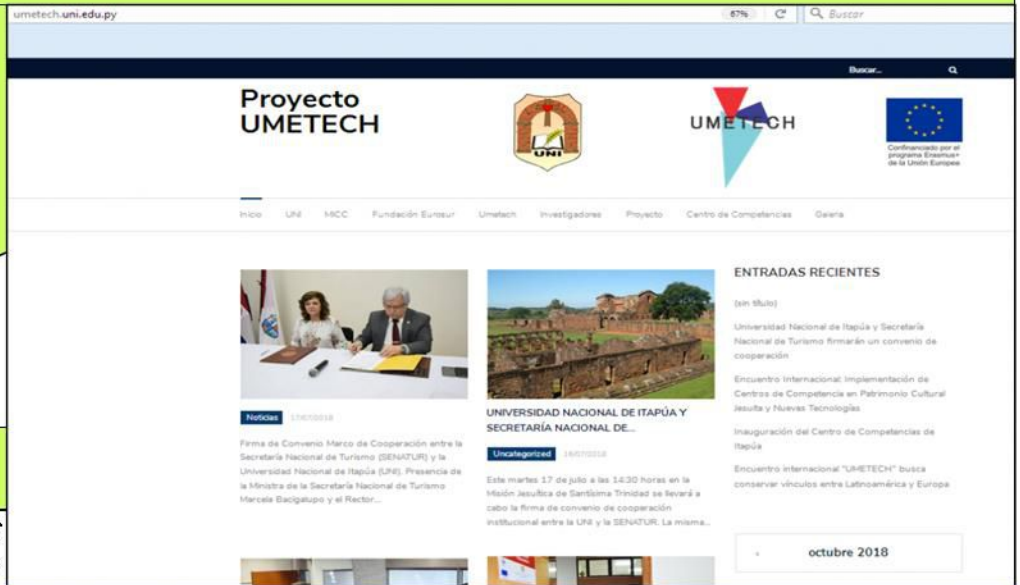 umetech.uni.edu.py
67%
Buscar
Buscar...
Proyecto
UMETECH
UNI
UMETECH
Confinanciado por el
programa Erasmus+
de la Unión Europea
Inicio UNI MICC Fundación Eurosur Umetech Investigadores Proyecto Centro de Competencias Galeria
Noticias 17/07/2018
Firma de Convenio Marco de Cooperación entre la
Secretaría Nacional de Turismo (SENATUR) y la
Universidad Nacional de Itapúa (UNI). Presencia de
la Ministra de la Secretaría Nacional de Turismo
Marcela Bacigalupo y el Rector...
UNIVERSIDAD NACIONAL DE ITAPÚA Y
SECRETARÍA NACIONAL DE...
Uncategorized 16/07/2018
Este martes 17 de julio a las 14:30 horas en la
Misión Jesuítica de Santísima Trinidad se llevará a
cabo la firma de convenio de cooperación
institucional entre la UNI y la SENATUR. La misma...
ENTRADAS RECIENTES
(sin título)
Universidad Nacional de Itapúa y Secretaría
Nacional de Turismo firmarán un convenio de
cooperación
Encuentro Internacional: Implementación de
Centros de Competencia en Patrimonio Cultural
Jesuita y Nuevas Tecnologías
Inauguración del Centro de Competencias de
Itapúa
Encuentro internacional "UMETECH" busca
conservar vínculos entre Latinoamérica y Europa
octubre 2018